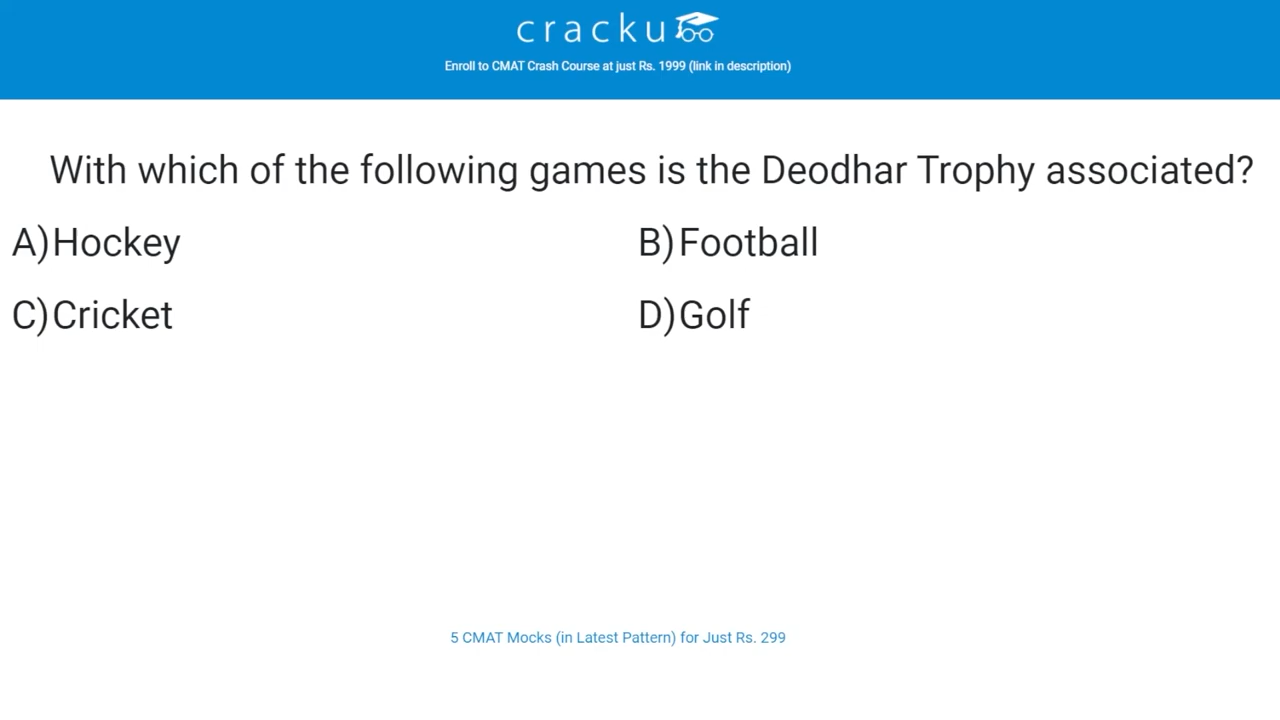 cracku
Enroll to CMAT Crash Course at just Rs. 1999 (link in description)
With which of the following games is the Deodhar Trophy associated?
A)Hockey
B)Football
C)Cricket
D)Golf
5 CMAT Mocks (in Latest Pattern) for Just Rs. 299